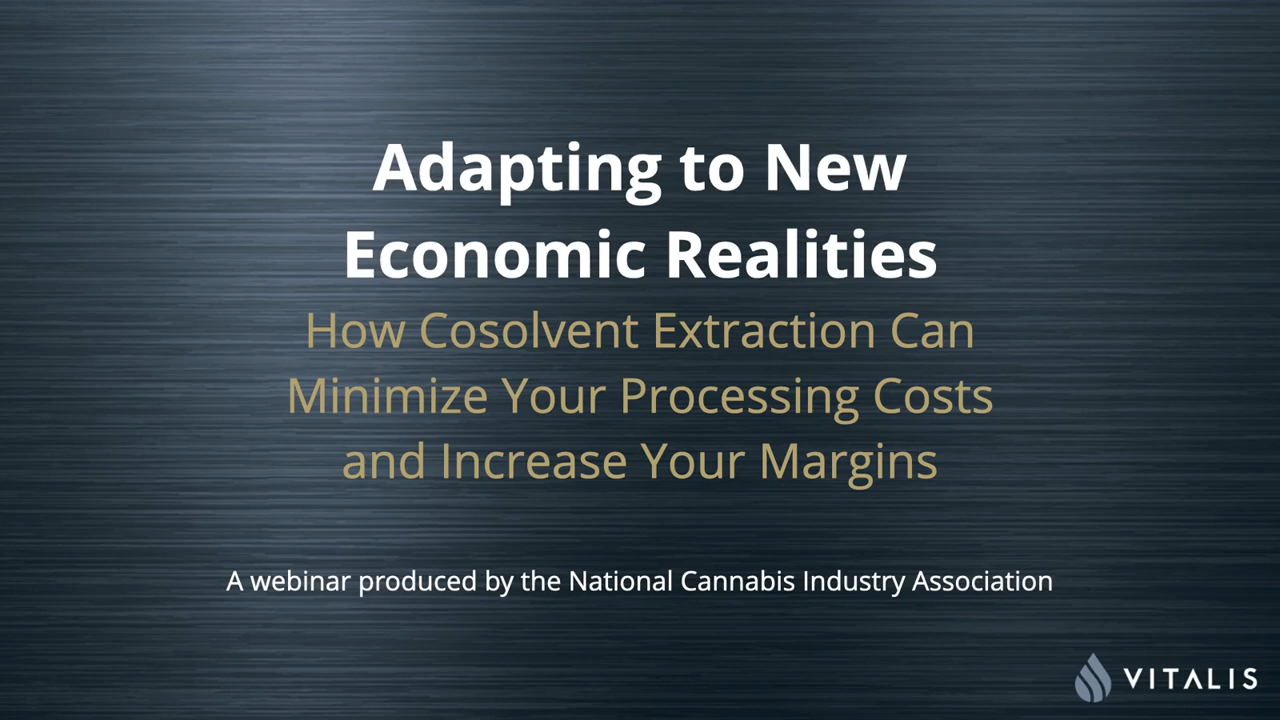 Adapting to New
Economic Realities
How Cosolvent Extraction Can
Minimize Your Processing Costs
and Increase Your Margins
A webinar produced by the National Cannabis Industry Association
VITALIS